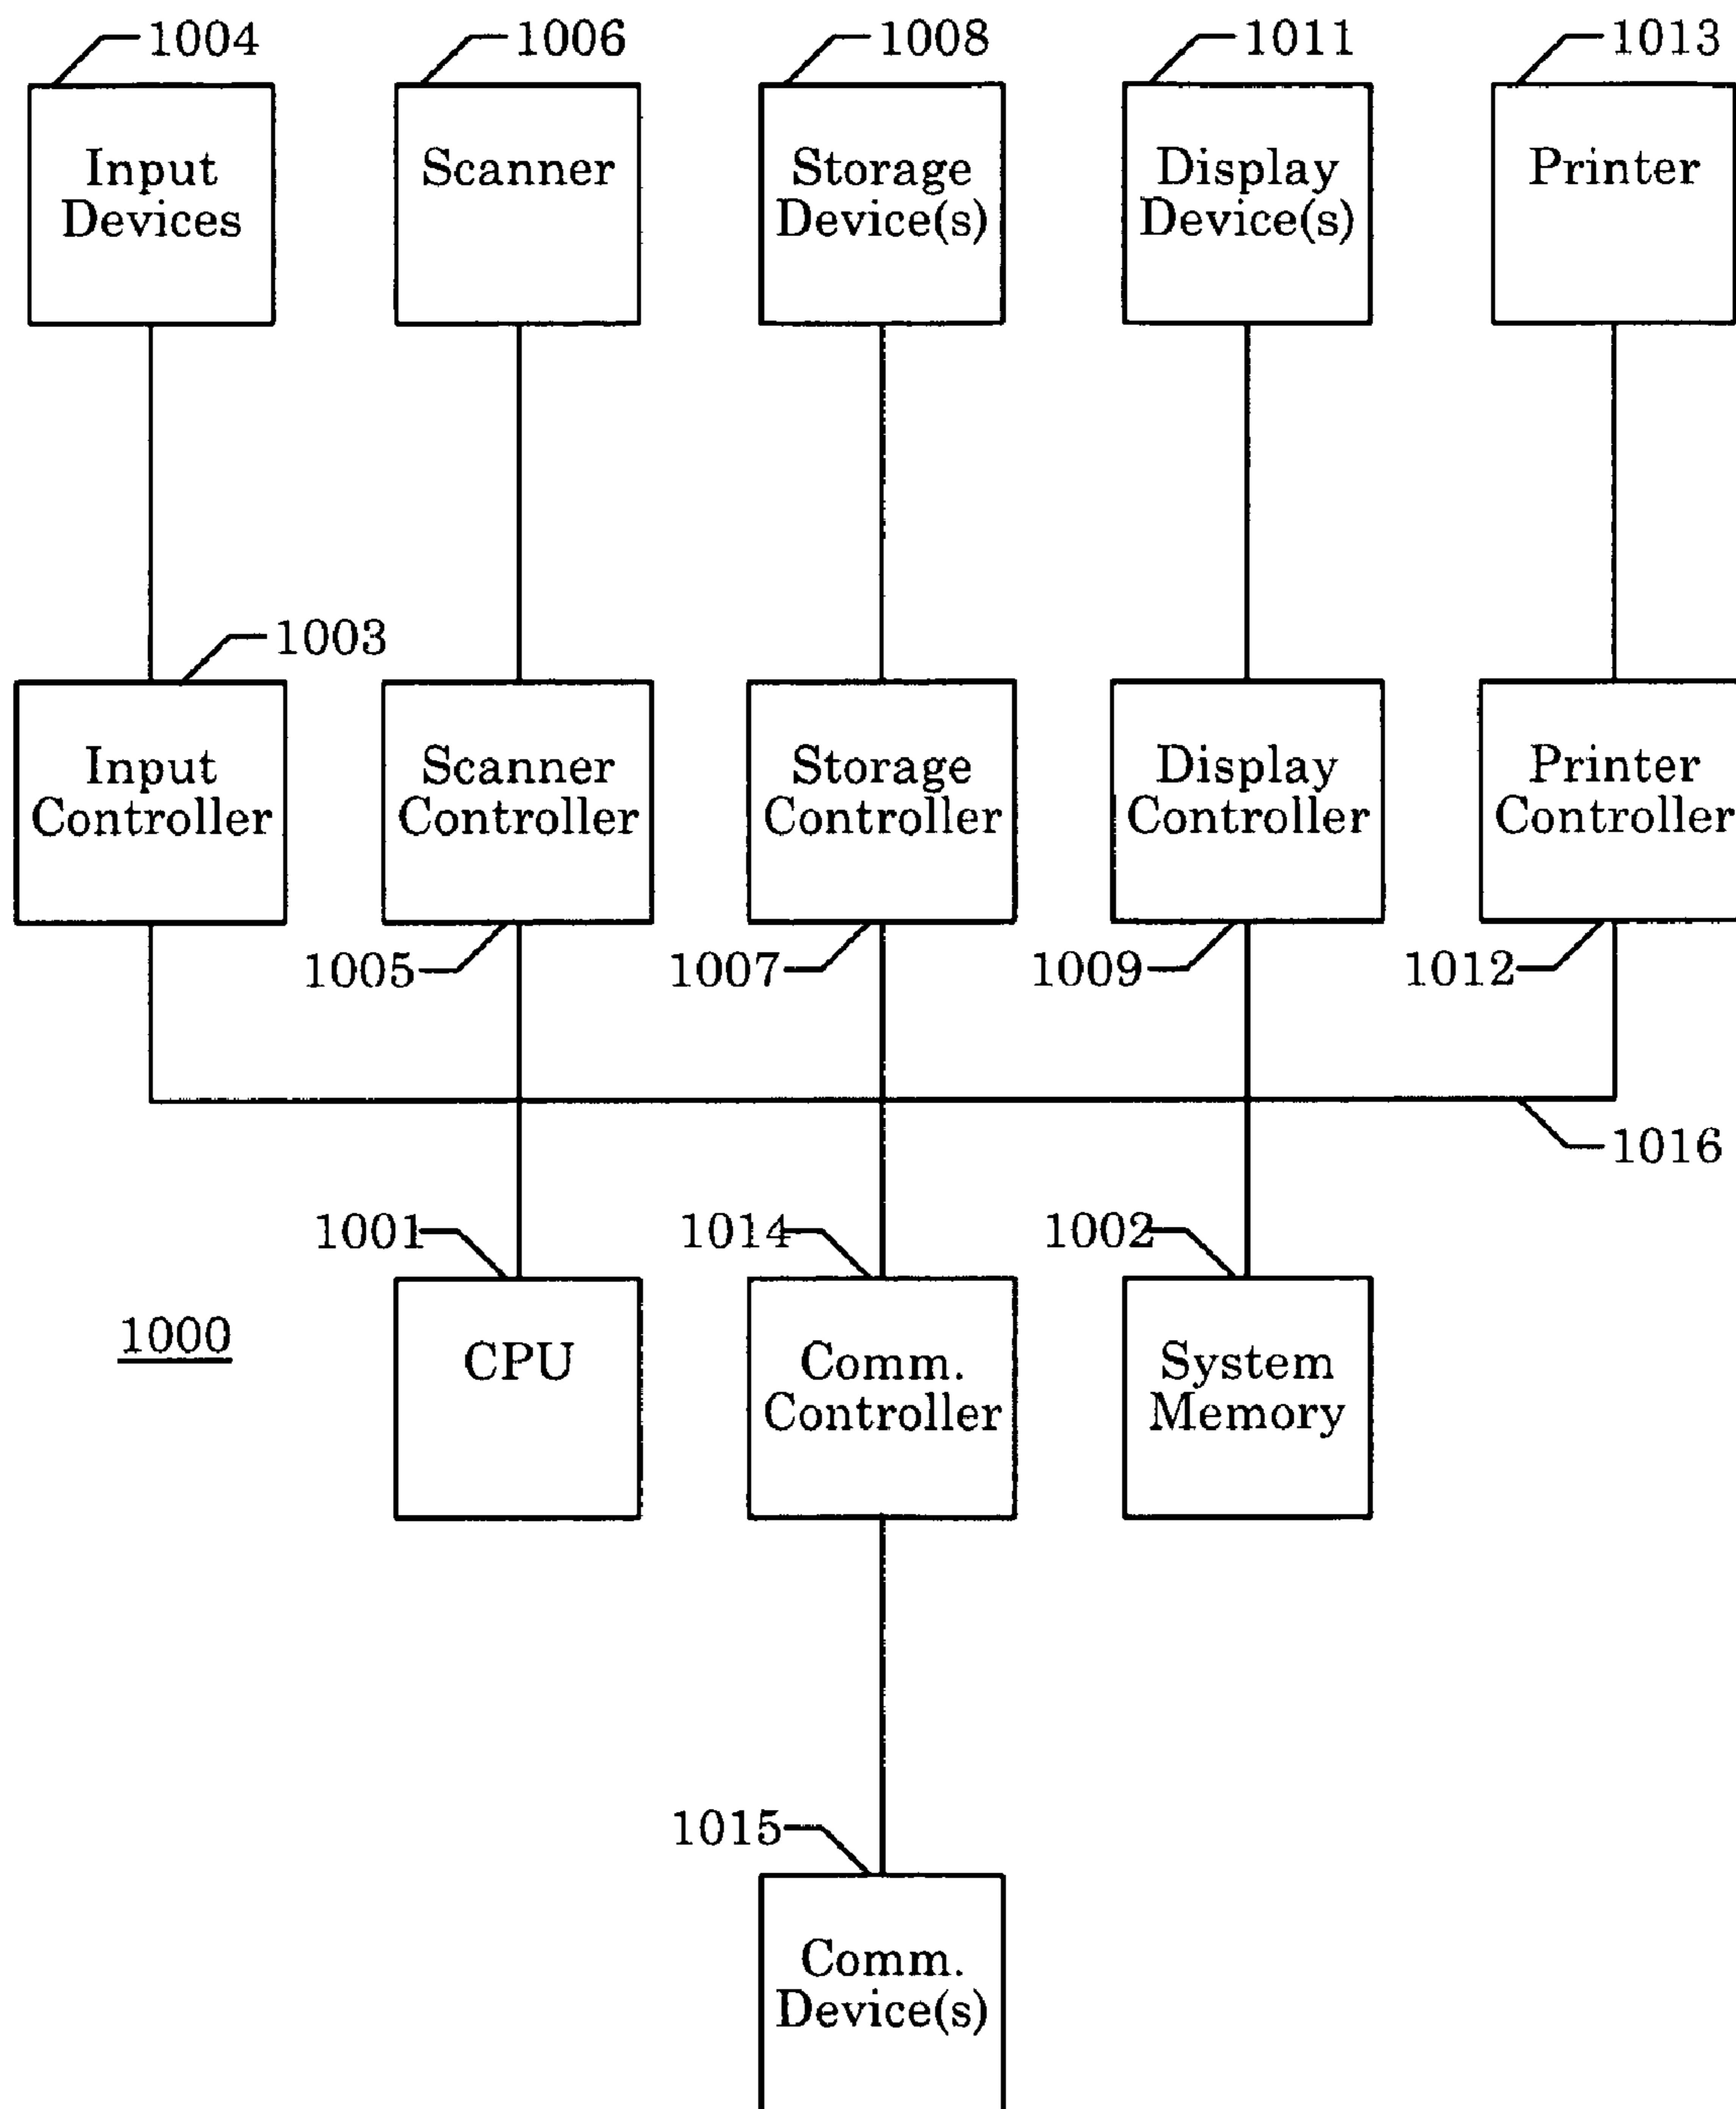 1004
1006
1008
1011
1013
Input
Devices
Scanner
Storage
Device(s)
Display
Device(s)
Printer
1003
Input
Controller
Scanner
Controller
Storage
Controller
Display
Controller
Printer
Controller
1005
1007
1009
1012
1016
1001
1014
1002
1000
CPU
Comm.
Controller
System
Memory
1015
Comm.
Device(s)